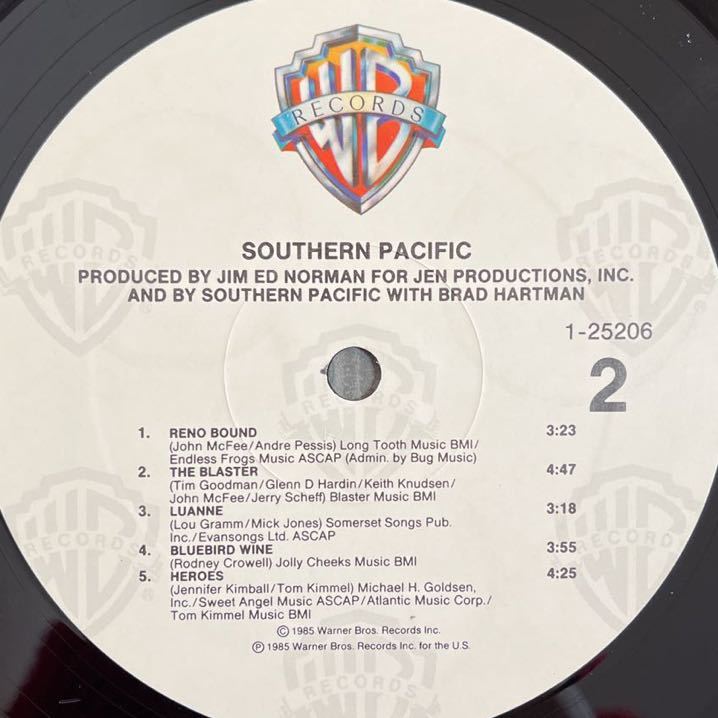 WB
RECORDS
SOUTHERN PACIFIC
PRODUCED BY JIM ED NORMAN FOR JEN PRODUCTIONS, INC.
AND BY SOUTHERN PACIFIC WITH BRAD HARTMAN
1-25206
2
1. RENO BOUND 3:23
(John McFee/Andre Pessis) Long Tooth Music BMI/
Endless Frogs Music ASCAP (Admin. by Bug Music)
2. THE BLASTER 4:47
(Tim Goodman/Glenn D Hardin/Keith Knudsen/
John McFee/Jerry Scheff) Blaster Music BMI
3. LUANNE 3:18
(Lou Gramm/Mick Jones) Somerset Songs Pub.
Inc./Evansongs Ltd. ASCAP
4. BLUEBIRD WINE 3:55
(Rodney Crowell) Jolly Cheeks Music BMI
5. HEROES 4:25
(Jennifer Kimball/Tom Kimmel) Michael H. Goldsen,
Inc./Sweet Angel Music ASCAP/Atlantic Music Corp./
Tom Kimmel Music BMI
© 1985 Warner Bros. Records Inc.
℗ 1985 Warner Bros. Records Inc. for the U.S.